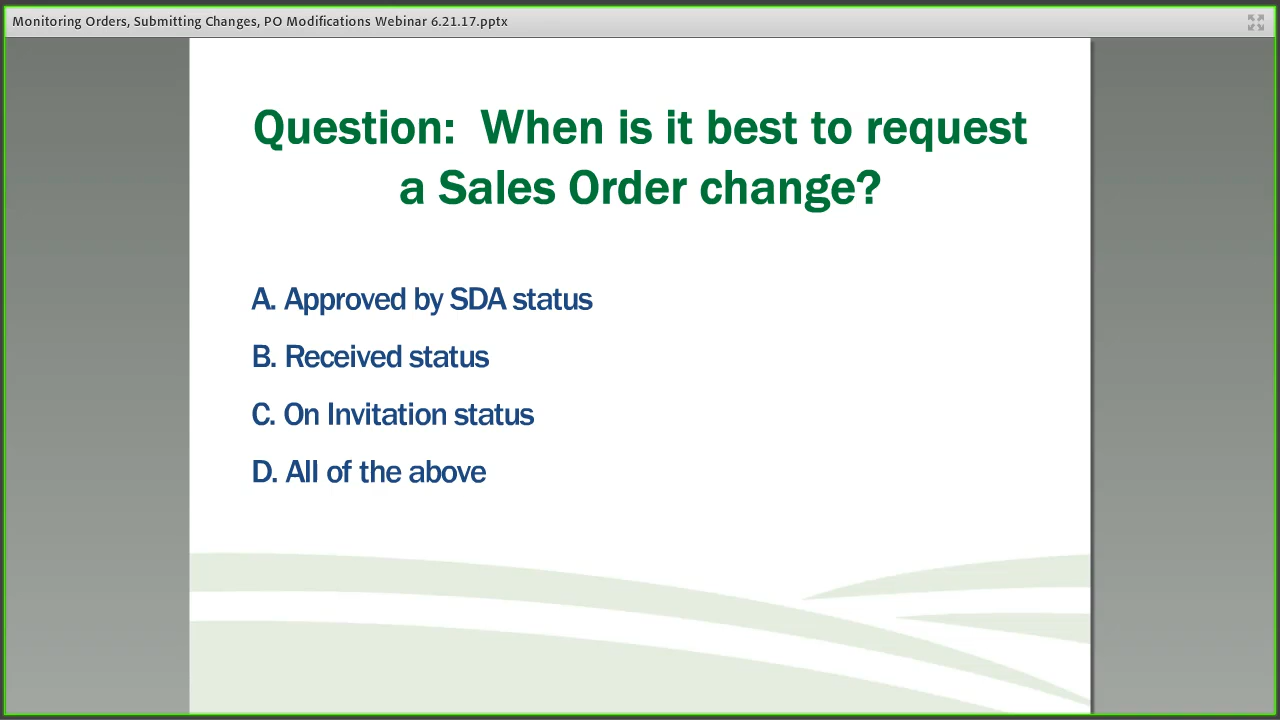 Monitoring Orders, Submitting Changes, PO Modifications Webinar 6.21.17.pptx
Question:  When is it best to request
a Sales Order change?
A. Approved by SDA status
B. Received status
C. On Invitation status
D. All of the above